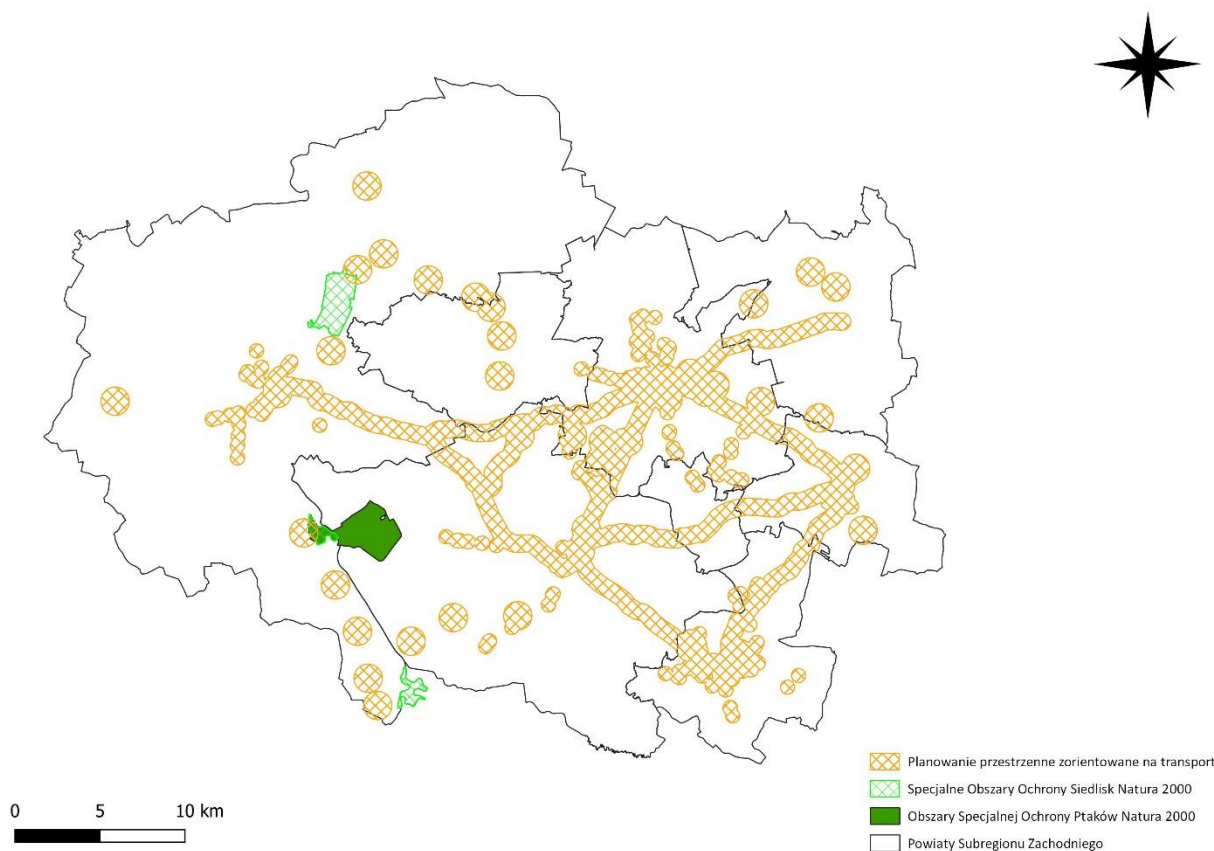 Planowanie przestrzenne zorientowane na transport
Specjalne Obszary Ochrony Siedlisk Natura 2000
Obszary Specjalnej Ochrony Ptaków Natura 2000
Powiaty Subregionu Zachodniego
0 5 10 km